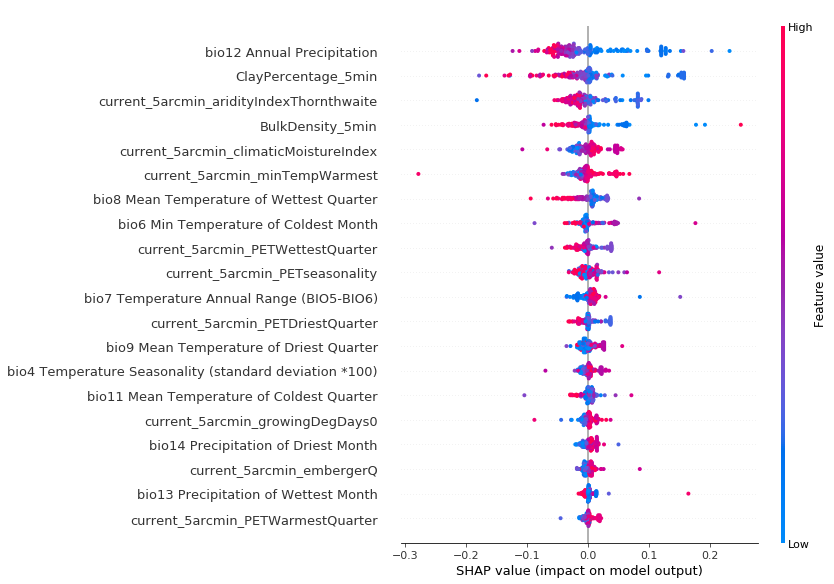 High
bio12 Annual Precipitation
ClayPercentage_5min
current_5arcmin_aridityIndexThornthwaite
BulkDensity_5min
current_5arcmin_climaticMoistureIndex
current_5arcmin_minTempWarmest
bio8 Mean Temperature of Wettest Quarter
bio6 Min Temperature of Coldest Month
current_5arcmin_PETWettestQuarter
current_5arcmin_PETseasonality
bio7 Temperature Annual Range (BIO5-BIO6)
current_5arcmin_PETDriestQuarter
bio9 Mean Temperature of Driest Quarter
bio4 Temperature Seasonality (standard deviation *100)
bio11 Mean Temperature of Coldest Quarter
current_5arcmin_growingDegDays0
bio14 Precipitation of Driest Month
current_5arcmin_embergerQ
bio13 Precipitation of Wettest Month
current_5arcmin_PETWarmestQuarter
Feature value
Low
−0.3 −0.2 −0.1 0.0 0.1 0.2
SHAP value (impact on model output)